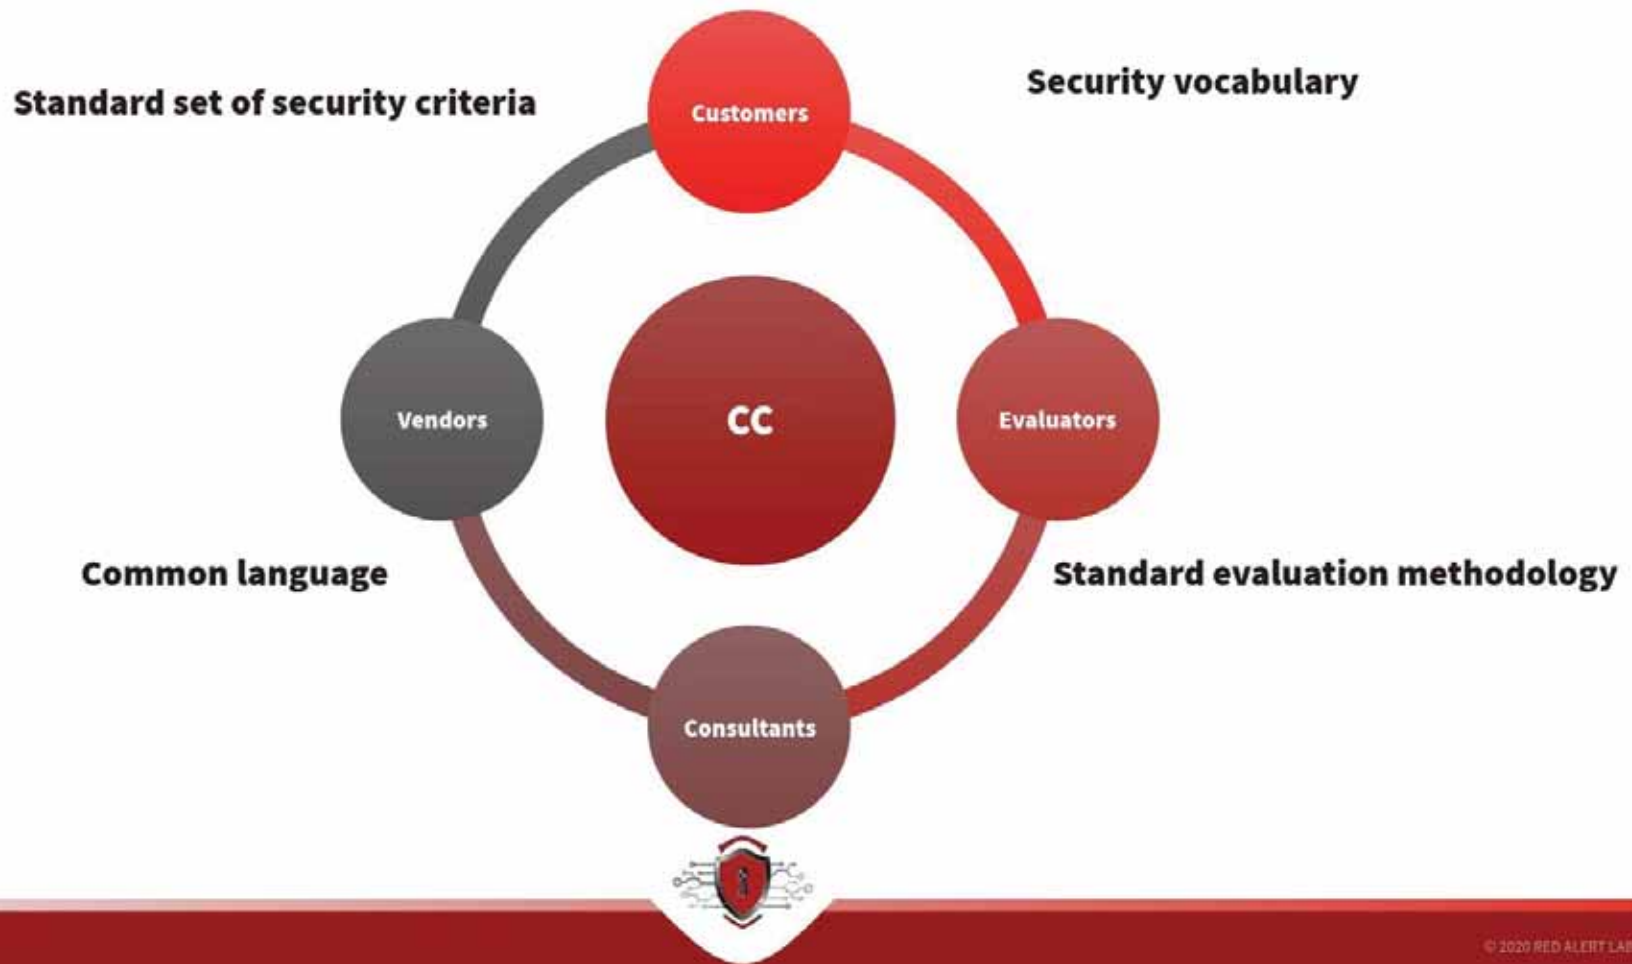 Security vocabulary
Standard set of security criteria
Customers
Vendors
CC
Evaluators
Common language
Standard evaluation methodology
Consultants
© 2020 RED ALERT LAB